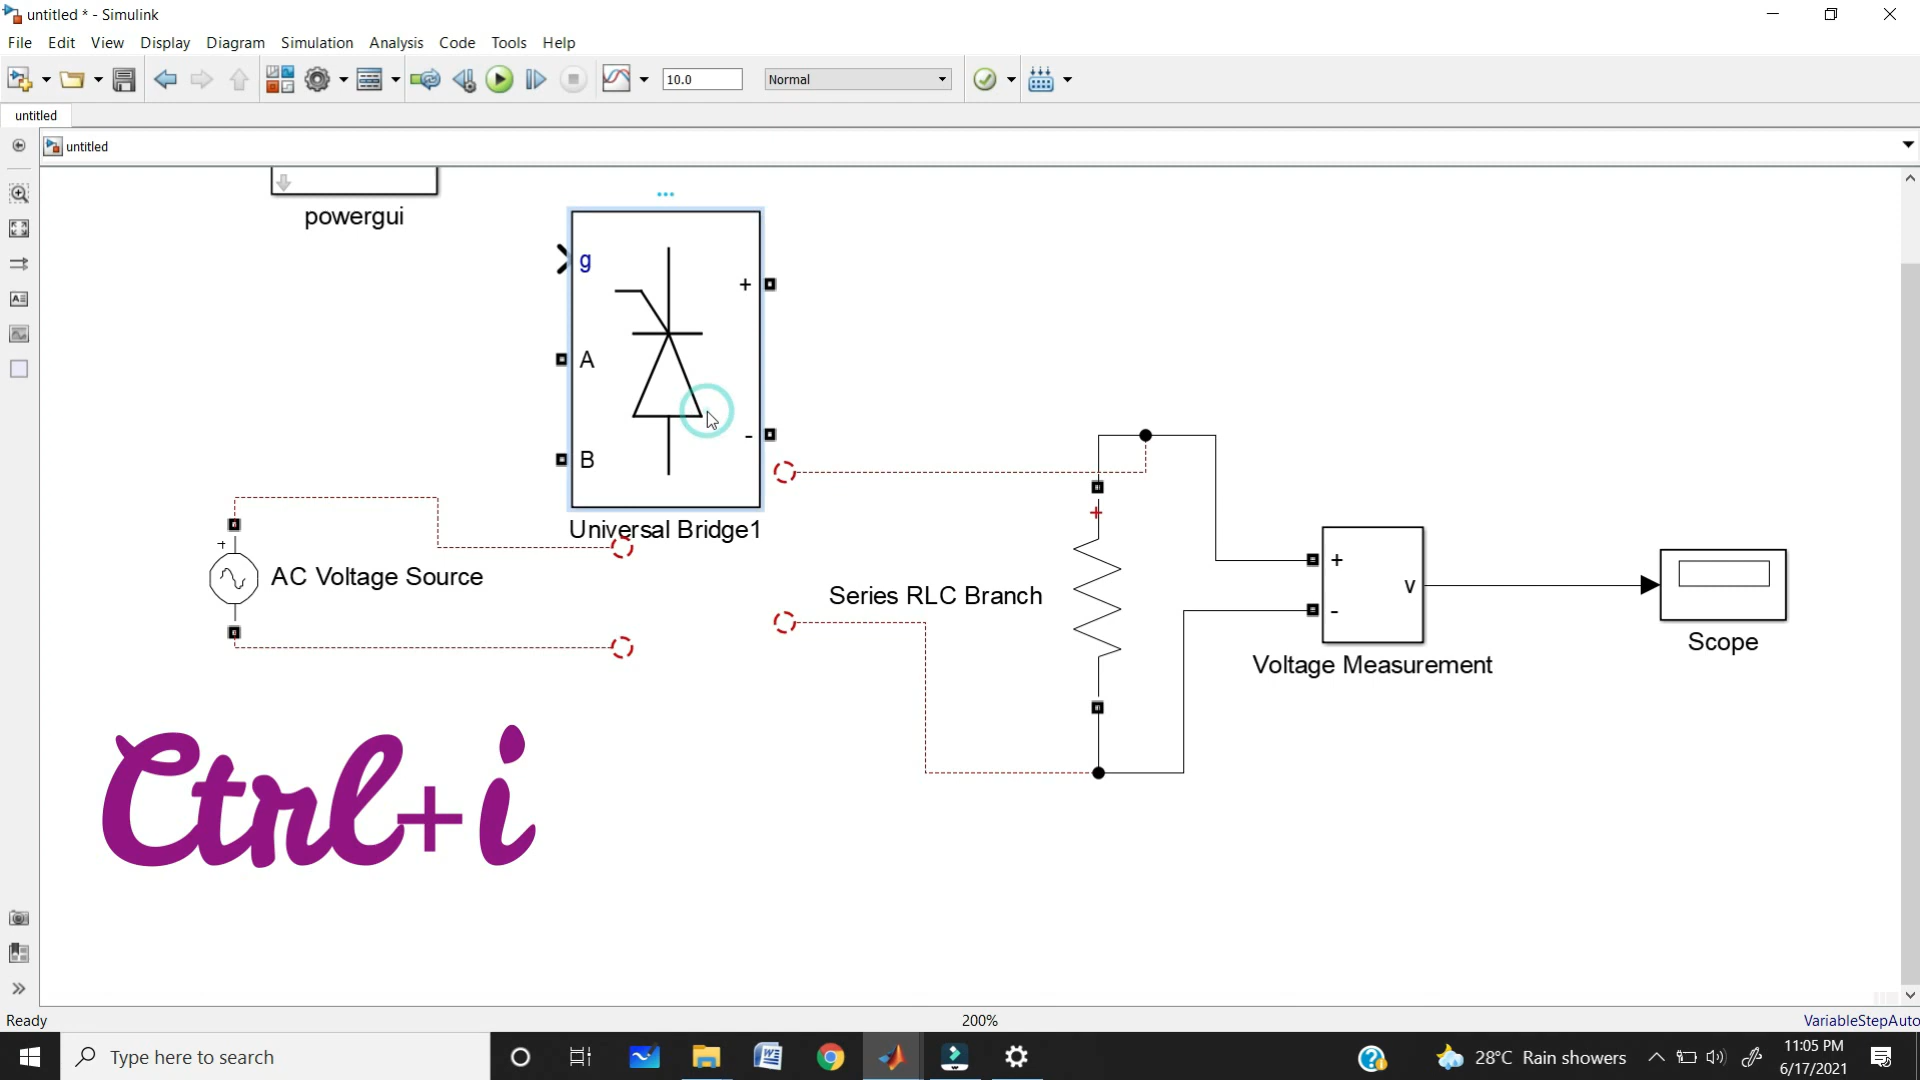 untitled * - Simulink
File Edit View Display Diagram Simulation Analysis Code Tools Help
10.0 Normal
untitled
untitled
powergui
g
+
A
-
B
Universal Bridge1
+
AC Voltage Source
Series RLC Branch
+
+
v
-
Voltage Measurement
Scope
Ctrl+i
Ready 200% VariableStepAuto
Type here to search
28°C Rain showers
11:05 PM
6/17/2021